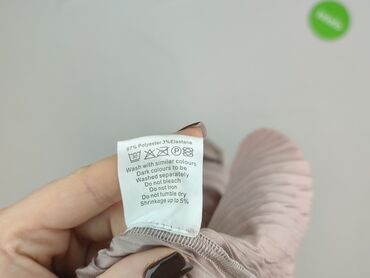 97% Polyester 3%Elastane
Wash with similar colours
Dark colours to be
Washed separately
Do not bleach
Do not iron
Do not tumble dry
Shrinkage up to 5%